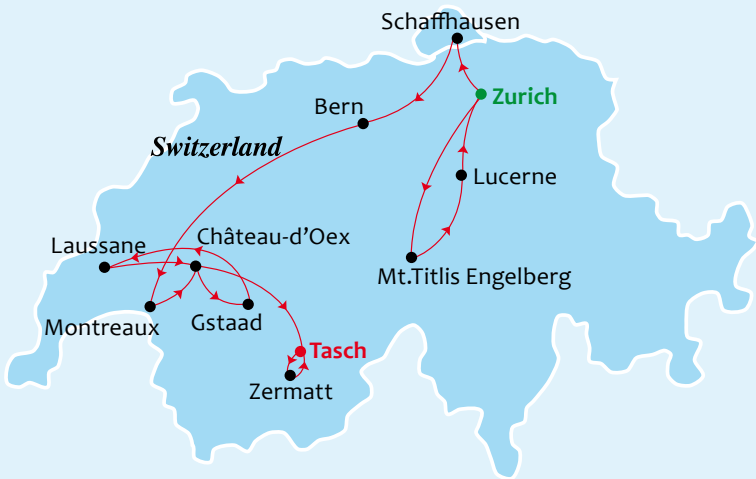 Schaffhausen
Zurich
Bern
Switzerland
Lucerne
Laussane
Château-d'Oex
Mt.Titlis Engelberg
Montreaux
Gstaad
Tasch
Zermatt